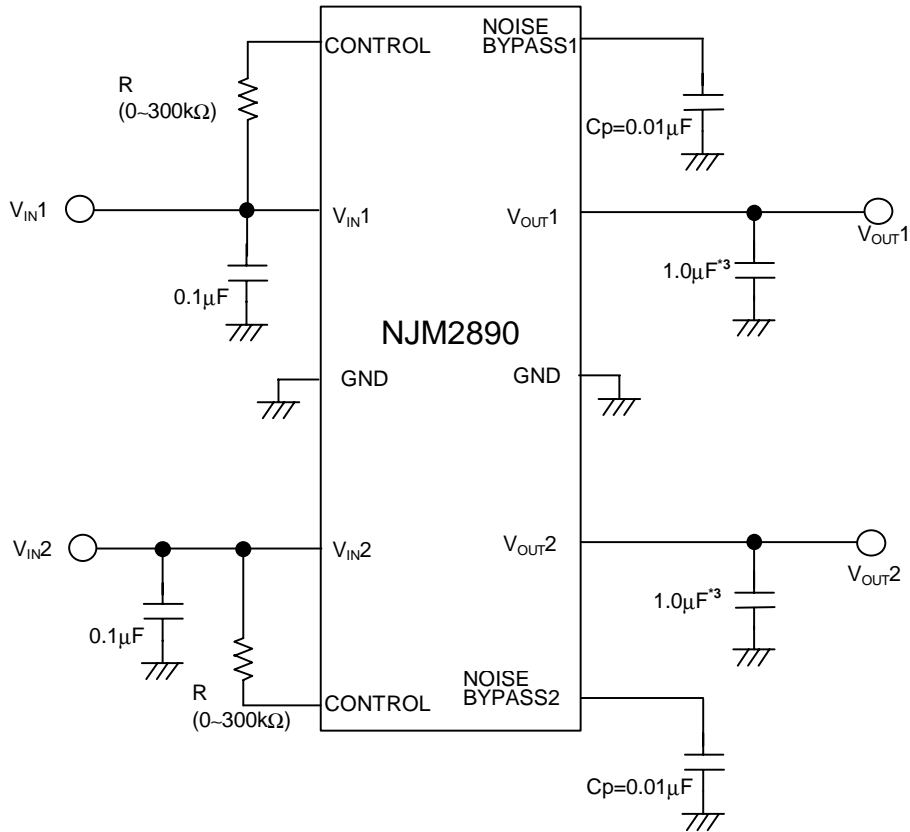 CONTROL
NOISE
BYPASS1
R
(0~300kΩ)
Cp=0.01μF
VIN1
VIN1
VOUT1
VOUT1
0.1μF
1.0μF*3
NJM2890
GND
GND
VIN2
VIN2
VOUT2
VOUT2
0.1μF
1.0μF*3
R
(0~300kΩ)
CONTROL
NOISE
BYPASS2
Cp=0.01μF